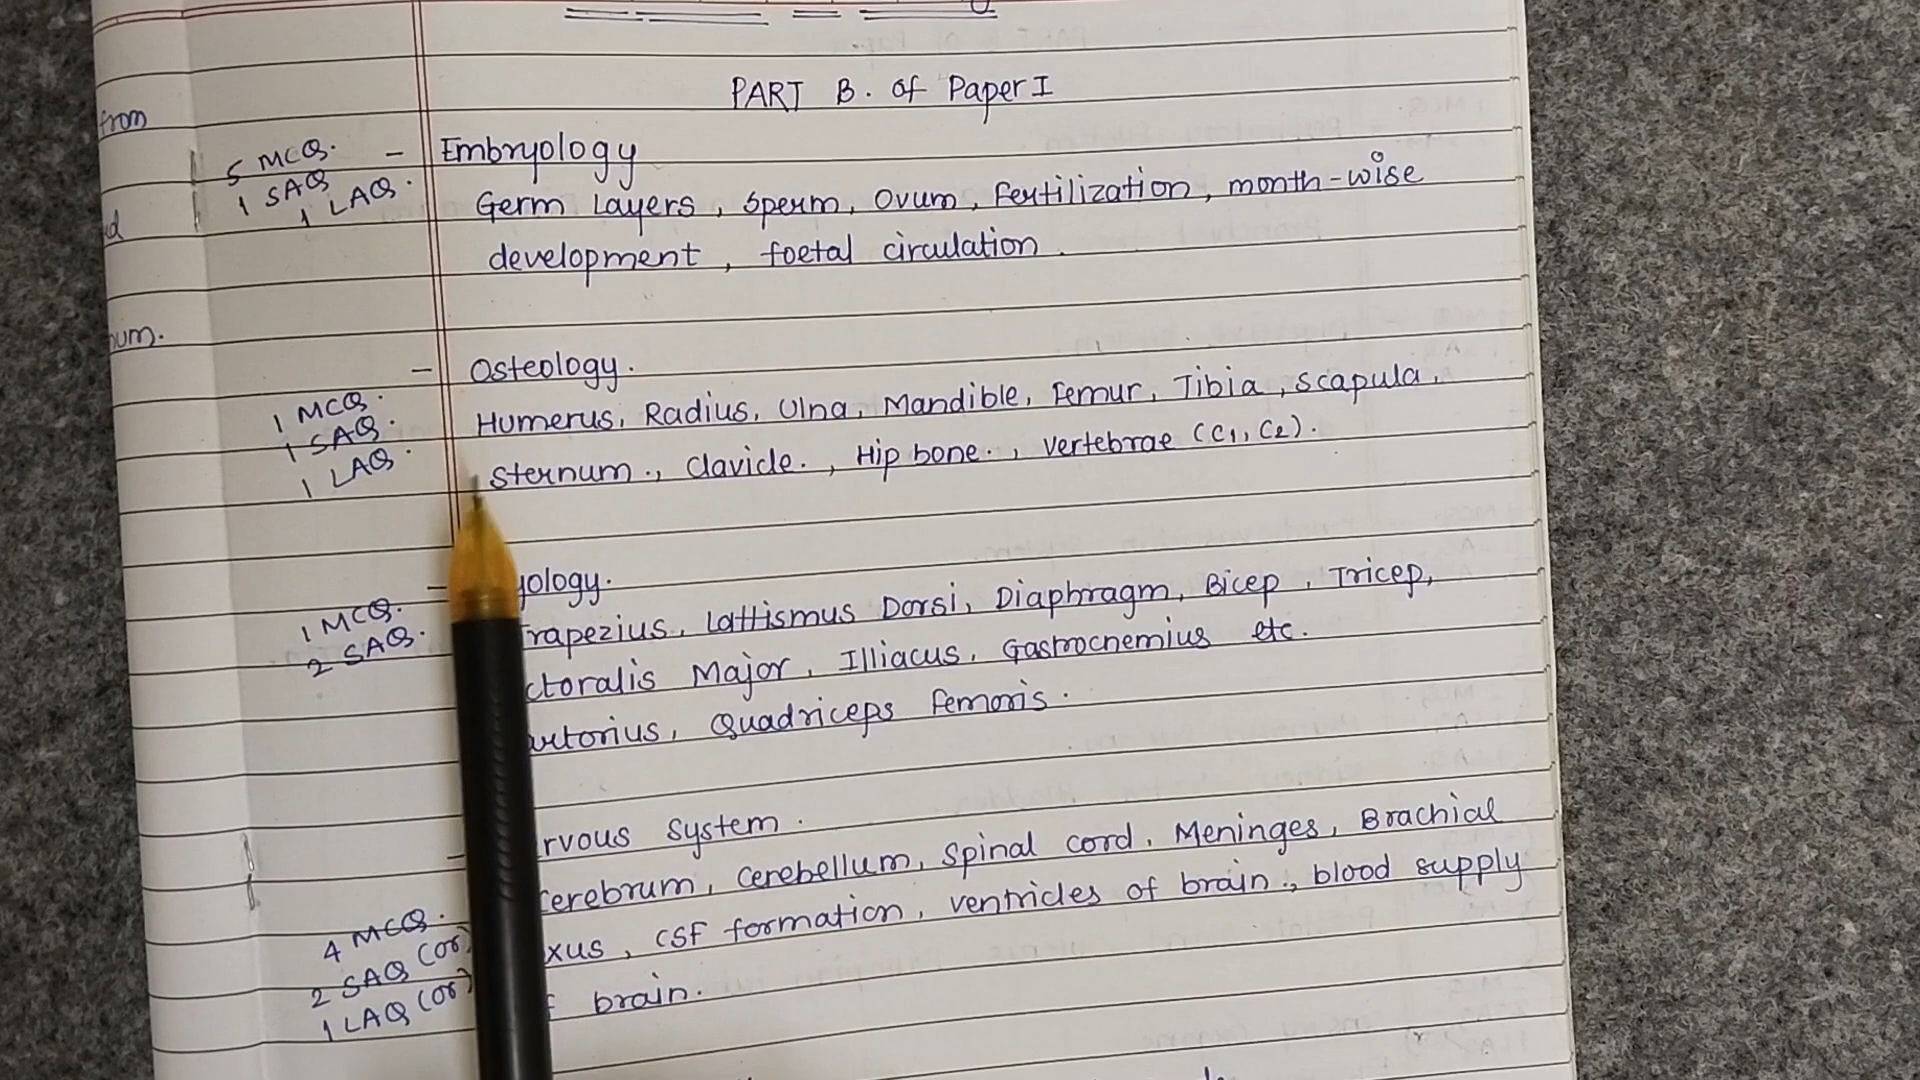 PART B. of Paper I
from
5 MCQ. - Embryology
1 SAQ
1 LAQ.
Germ Layers, Sperm, Ovum, Fertilization, month-wise
development, foetal circulation.
- Osteology.
1 MCQ.
1 SAQ.
1 LAQ.
Humerus, Radius, Ulna, Mandible, Femur, Tibia, Scapula,
Sternum., Clavicle., Hip bone., Vertebrae (C1, C2).
- yology.
1 MCQ.
2 SAQ.
rapezius, Lattismus Dorsi, Diaphragm, Bicep, Tricep,
ctoralis Major, Illiacus, Gastrocnemius etc.
artorius, Quadriceps femoris.
- rvous System.
cerebrum, cerebellum, Spinal cord, Meninges, Brachial
4 MCQ.
2 SAQ (or)
1 LAQ (or)
xus, CSF formation, ventricles of brain., blood supply
f brain.